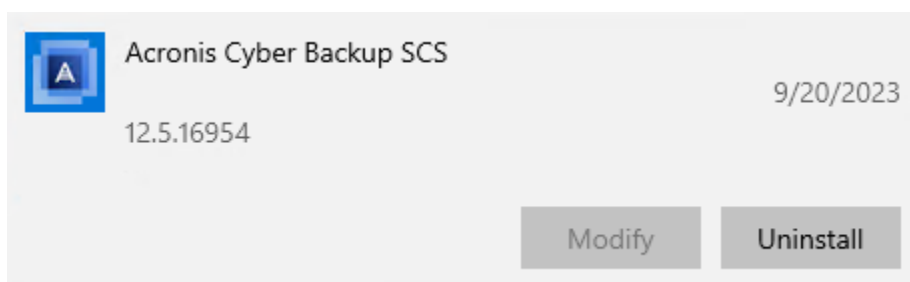 Acronis Cyber Backup SCS
9/20/2023
12.5.16954
Modify
Uninstall